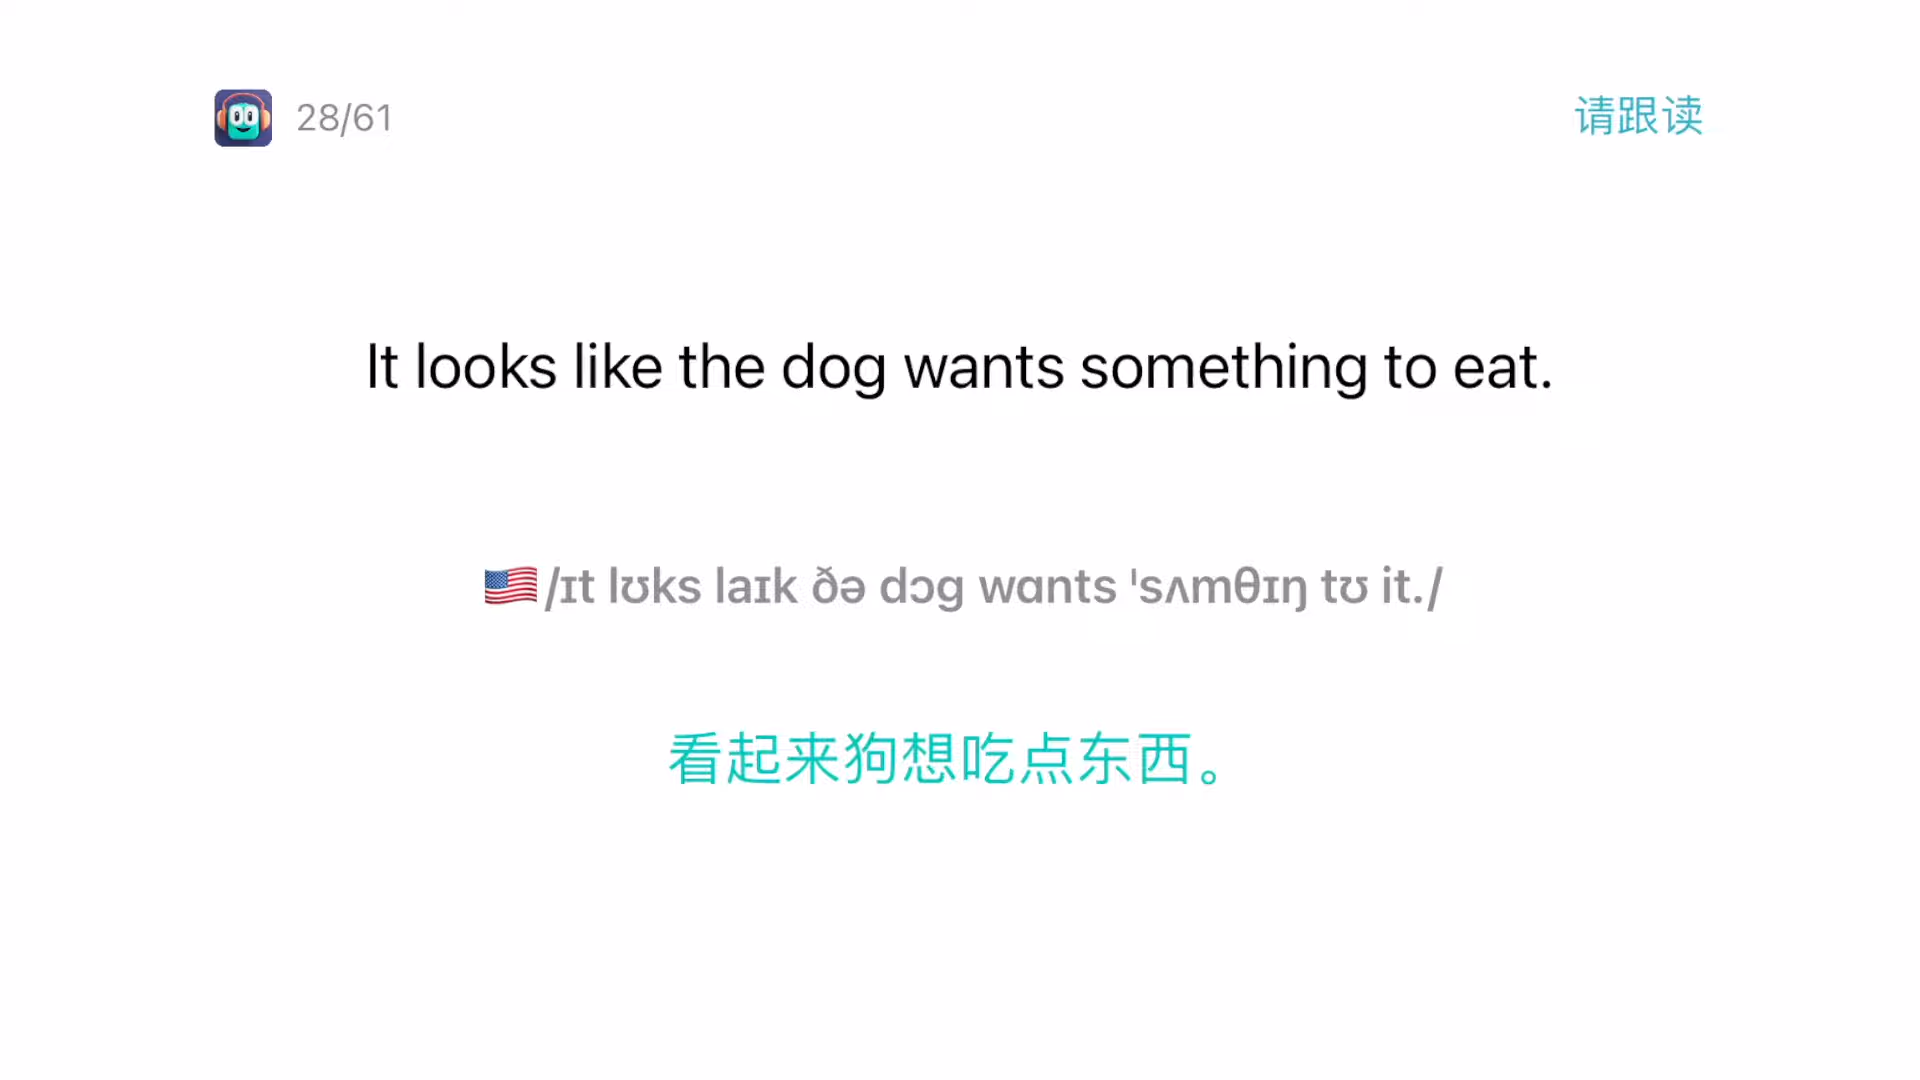 28/61
请跟读
It looks like the dog wants something to eat.
🇺🇸/ɪt lʊks laɪk ðə dɔg wɑnts ˈsʌmθɪŋ tʊ it./
看起来狗想吃点东西。